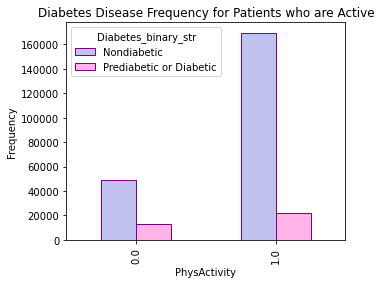 Diabetes Disease Frequency for Patients who are Active
Diabetes_binary_str
Nondiabetic
Prediabetic or Diabetic
160000
140000
120000
100000
80000
60000
40000
20000
0
Frequency
0.0
1.0
PhysActivity